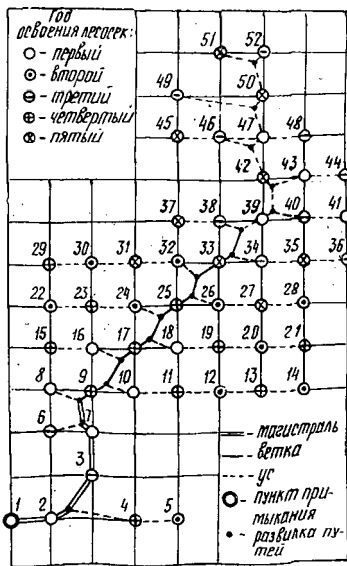 Год
освоения лесосек:
- первый
- второй
- третий
- четвертый
- пятый
51 52
49 50
45 46 47 48
42 43 44
37 38 39 40 41
29 30 31 32 33 34 35 36
22 23 24 25 26 27 28
15 16 17 18 19 20 21
8 9 10 11 12 13 14
6 7
3
1 2 4 5
- магистраль
- ветка
- ус
- пункт при-
мыкания
- развилка пу-
тей